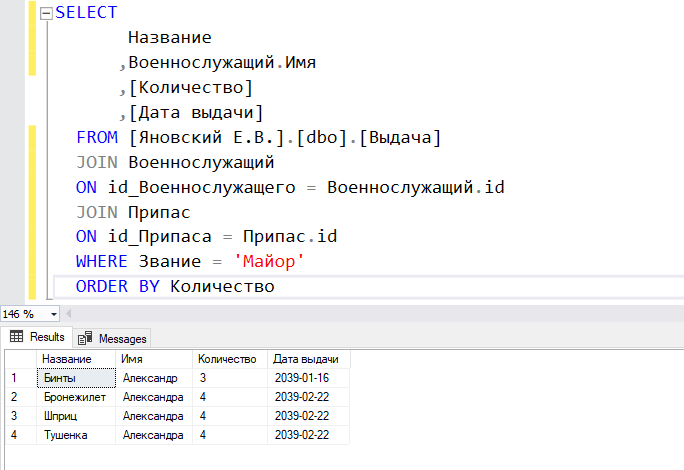 SELECT
Название
,Военнослужащий.Имя
,[Количество]
,[Дата выдачи]
FROM [Яновский Е.В.].[dbo].[Выдача]
JOIN Военнослужащий
ON id_Военнослужащего = Военнослужащий.id
JOIN Припас
ON id_Припаса = Припас.id
WHERE Звание = 'Майор'
ORDER BY Количество
146 %
Results Messages
Название Имя Количество Дата выдачи
1 Бинты Александр 3 2039-01-16
2 Бронежилет Александра 4 2039-02-22
3 Шприц Александра 4 2039-02-22
4 Тушенка Александра 4 2039-02-22